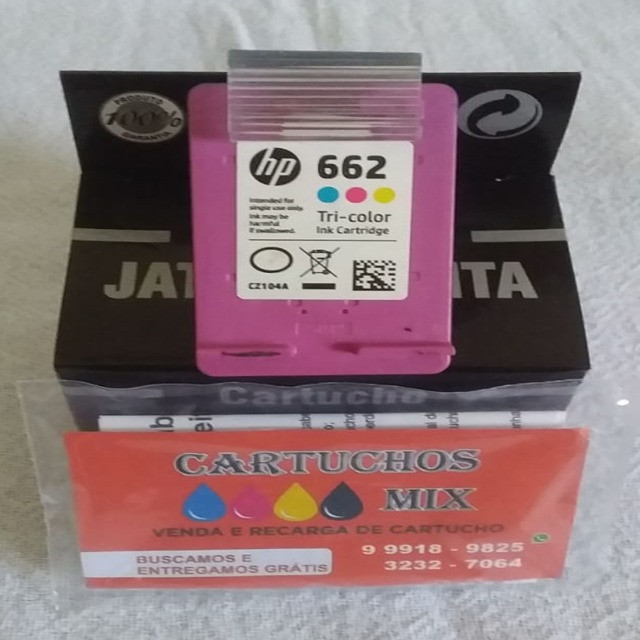 PRODUTO
100%
GARANTIA
hp 662
Intended for
single use only.
Ink may be
harmful
if swallowed.
Tri-color
Ink Cartridge
CZ104A
JAT
NTA
Cartucho
CARTUCHOS
MIX
VENDA E RECARGA DE CARTUCHO
BUSCAMOS E
ENTREGAMOS GRÁTIS
9 9918 - 9825
3232 - 7064